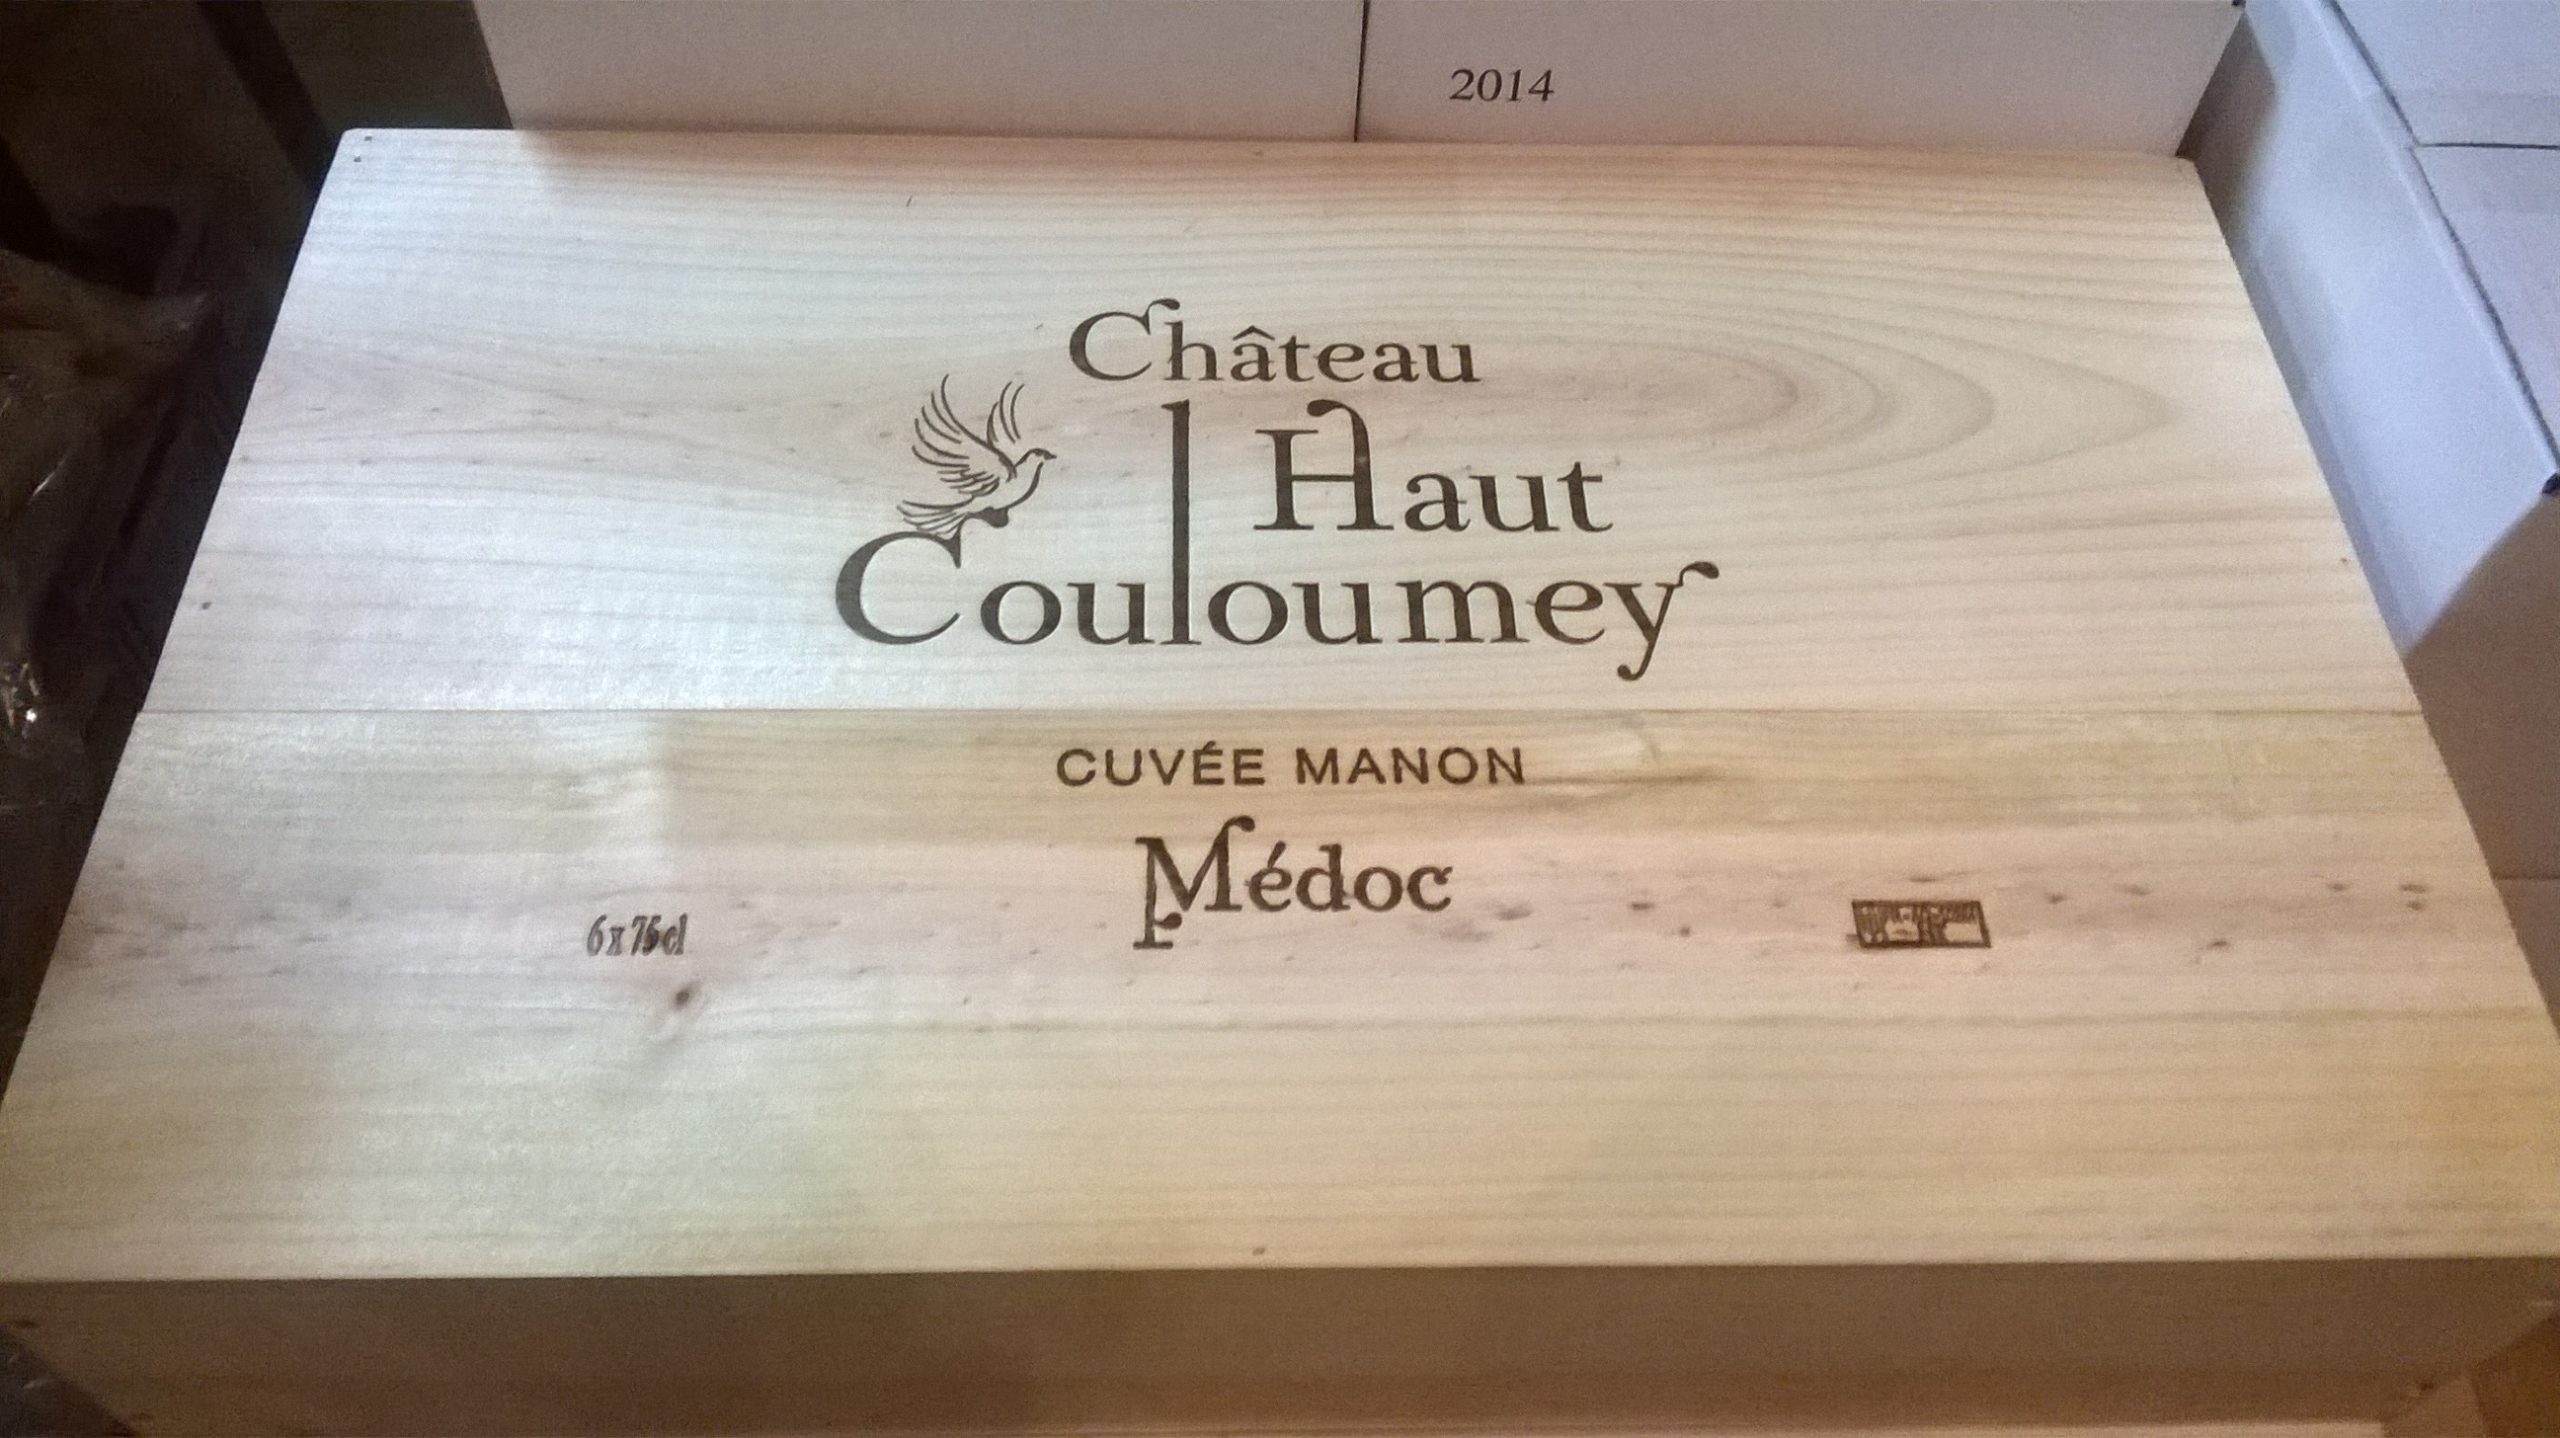 2014
Château
Haut
Couloumey
CUVÉE MANON
Médoc
6 x 75cl